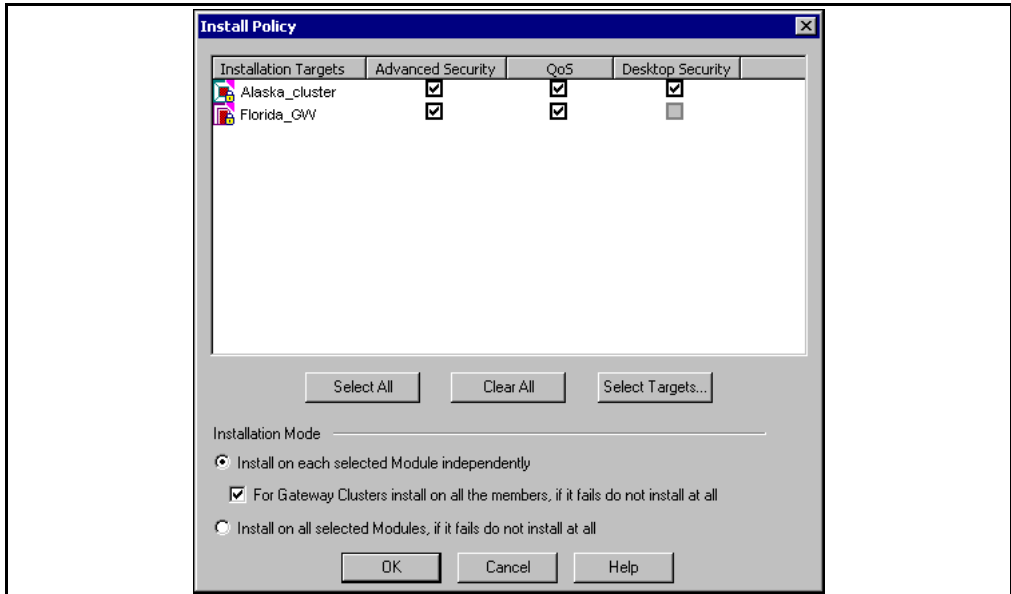 Install Policy
Installation Targets Advanced Security QoS Desktop Security
Alaska_cluster
Florida_GW
Select All Clear All Select Targets...
Installation Mode
Install on each selected Module independently
For Gateway Clusters install on all the members, if it fails do not install at all
Install on all selected Modules, if it fails do not install at all
OK Cancel Help